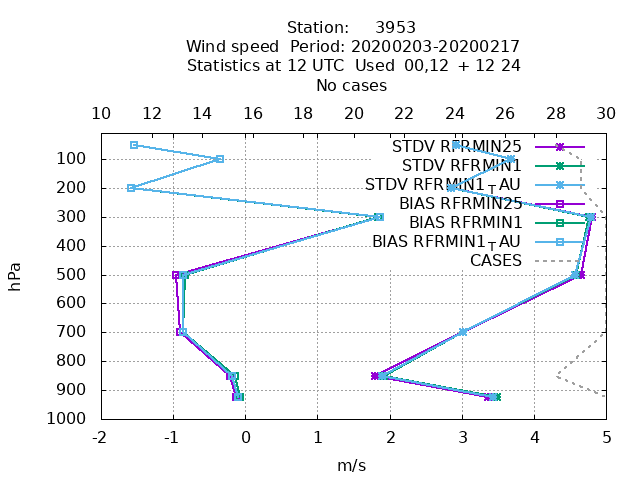 Station: 3953
Wind speed Period: 20200203-20200217
Statistics at 12 UTC Used 00,12 + 12 24
No cases
10 12 14 16 18 20 22 24 26 28 30
STDV RFRMIN25
STDV RFRMIN1
STDV RFRMIN1TAU
BIAS RFRMIN25
BIAS RFRMIN1
BIAS RFRMIN1TAU
CASES
100
200
300
400
500
600
700
800
900
1000
hPa
-2 -1 0 1 2 3 4 5
m/s